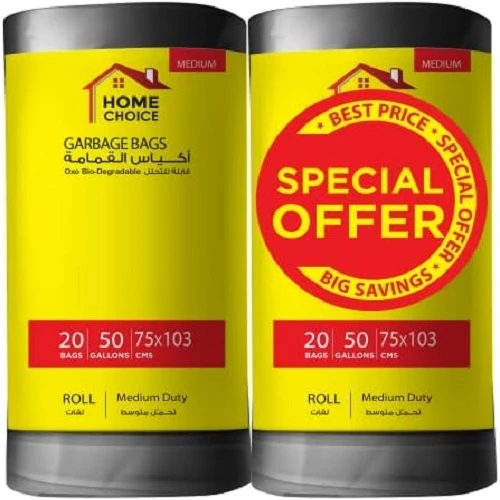 MEDIUM
HOME
CHOICE
GARBAGE BAGS
أكياس القمامة
Oxo Bio-Degradable قابلة للتحلل
20 BAGS | 50 GALLONS | 75x103 CMS
ROLL | Medium Duty
لفات | تحمل متوسط
MEDIUM
* BEST PRICE * SPECIAL OFFER * BIG SAVINGS
SPECIAL
OFFER
20 BAGS | 50 GALLONS | 75x103 CMS
ROLL | Medium Duty
لفات | تحمل متوسط